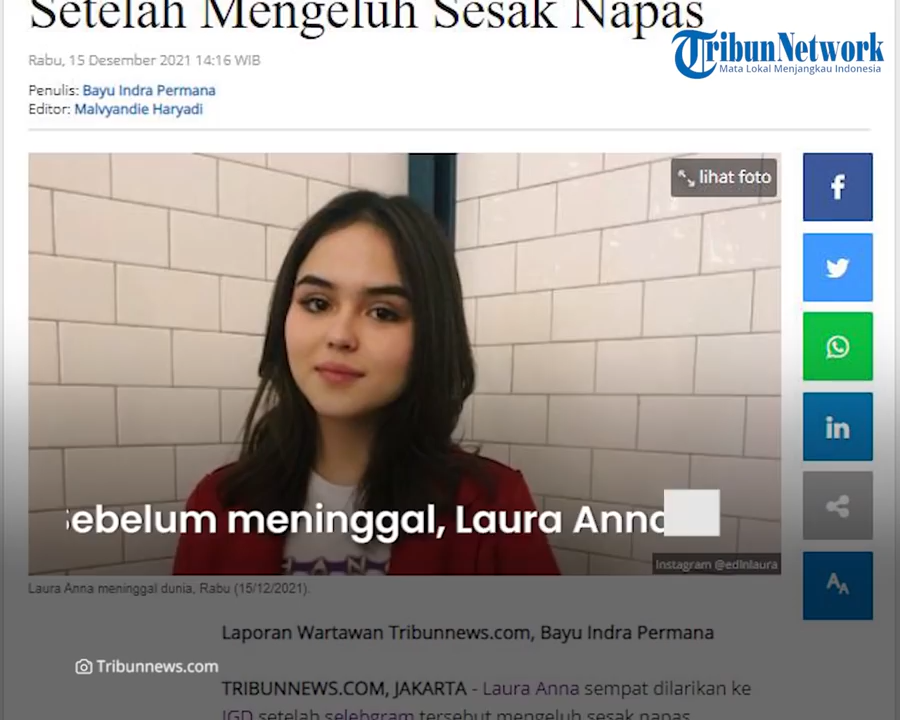 Setelah Mengeluh Sesak Napas
TribunNetwork
Mata Lokal Menjangkau Indonesia
Rabu, 15 Desember 2021 14:16 WIB
Penulis: Bayu Indra Permana
Editor: Malvyandie Haryadi
lihat foto
f
in
ebelum meninggal, Laura Anna
Instagram @edlnlaura
AA
Laura Anna meninggal dunia, Rabu (15/12/2021).
Laporan Wartawan Tribunnews.com, Bayu Indra Permana
Tribunnews.com
TRIBUNNEWS.COM, JAKARTA - Laura Anna sempat dilarikan ke
IGD setelah selebgram tersebut mengeluh sesak napas